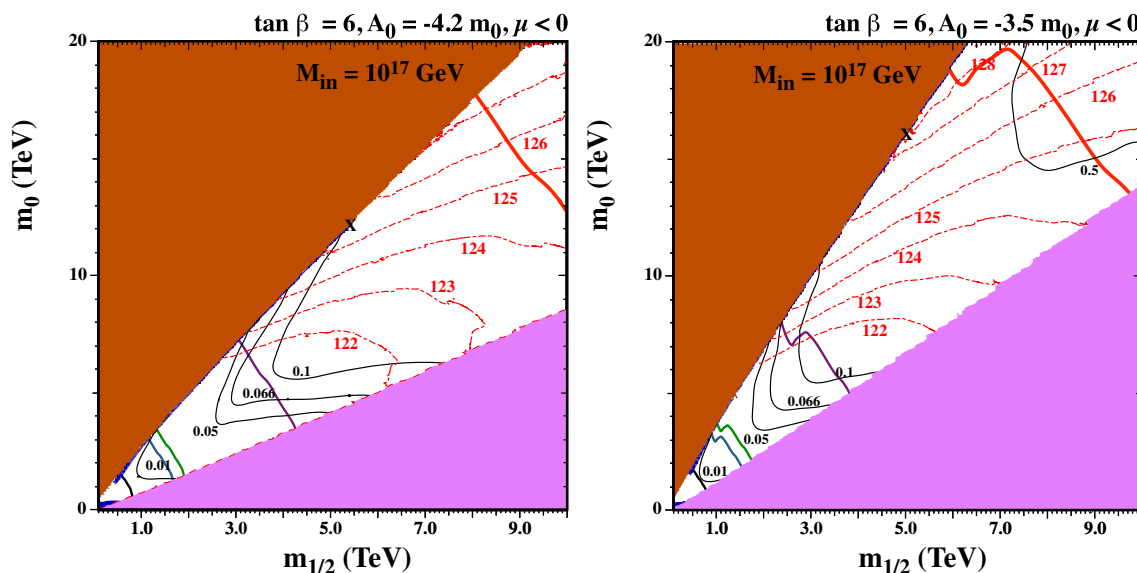 tan β = 6, A0 = -4.2 m0, μ < 0
20
Min = 10^17 GeV
126
125
x
124
10
123
122
0.1
0.066
0.05
0.01
0
1.0 3.0 5.0 7.0 9.0
m0 (TeV)
m1/2 (TeV)
tan β = 6, A0 = -3.5 m0, μ < 0
20
Min = 10^17 GeV
128
127
126
x
0.5
125
124
10
123
122
0.1
0.066
0.05
0.01
0
1.0 3.0 5.0 7.0 9.0
m0 (TeV)
m1/2 (TeV)